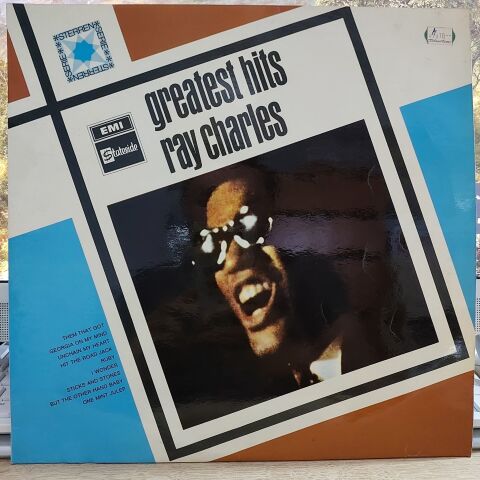 STERREN SERIE
STERREN SERIE
greatest hits
ray charles
EMI
Stateside
THEM THAT GOT
GEORGIA ON MY MIND
UNCHAIN MY HEART
HIT THE ROAD JACK
RUBY
I WONDER
STICKS AND STONES
BUT THE OTHER HAND BABY
ONE MINT JULEP